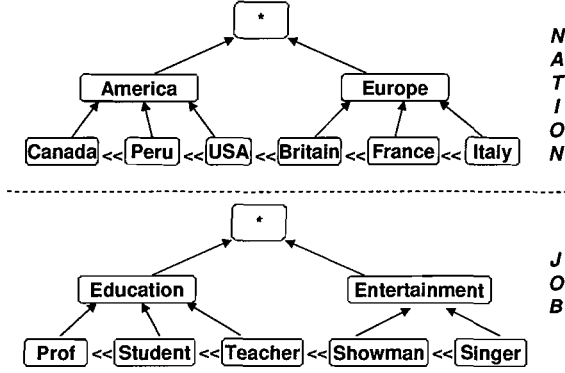 *
America Europe
Canada << Peru << USA << Britain << France << Italy
NATION
*
Education Entertainment
Prof << Student << Teacher << Showman << Singer
JOB